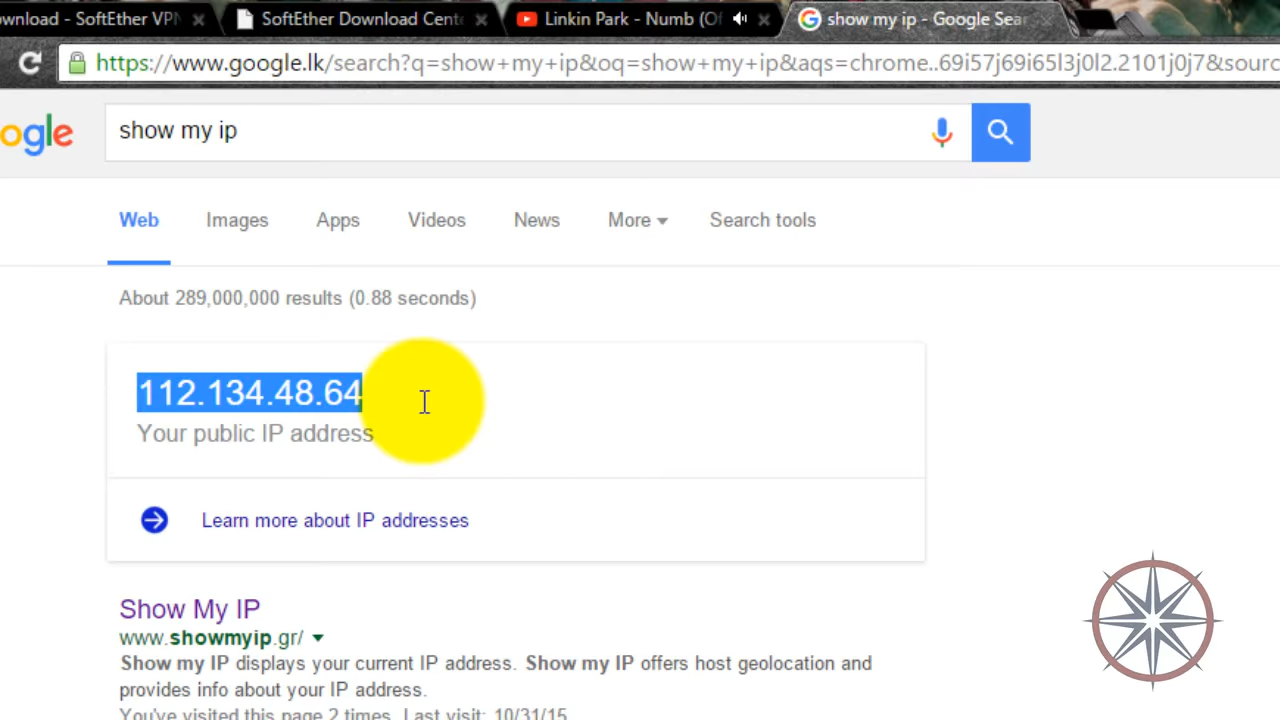 ownload - SoftEther VPN
SoftEther Download Cente
Linkin Park - Numb (Of
show my ip - Google Sear
https://www.google.lk/search?q=show+my+ip&oq=show+my+ip&aqs=chrome..69i57j69i65l3j0l2.2101j0j7&sourc
ogle
show my ip
Web Images Apps Videos News More Search tools
About 289,000,000 results (0.88 seconds)
112.134.48.64
Your public IP address
Learn more about IP addresses
Show My IP
www.showmyip.gr/
Show my IP displays your current IP address. Show my IP offers host geolocation and
provides info about your IP address.
You've visited this page 2 times. Last visit: 10/31/15